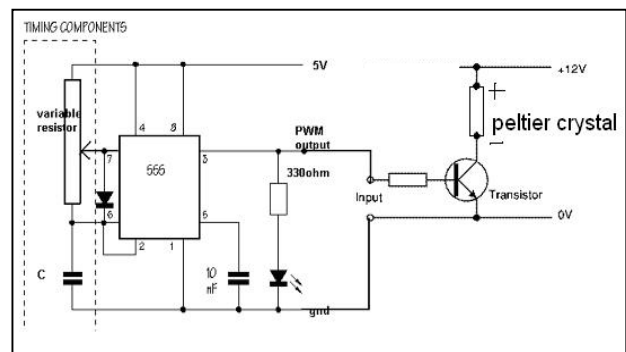 TIMING COMPONENTS
5V
+12V
variable
resistor
4
8
+
peltier crystal
-
PWM
output
7
3
555
330ohm
Input
Transistor
6
5
0V
2
1
C
10
nF
gnd